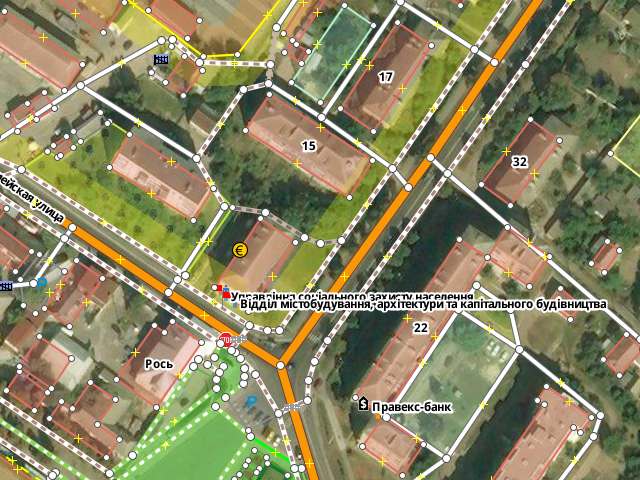 17
15
32
ейская улица
Управління соціального захисту населення
Відділ містобудування, архітектури та капітального будівництва
22
Рось
Правекс-банк